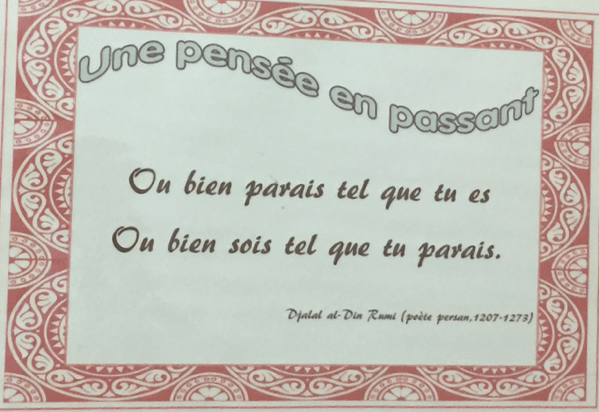 Une pensée en passant
Ou bien parais tel que tu es
Ou bien sois tel que tu parais.
Djalal al-Din Rumi (poète persan,1207-1273)